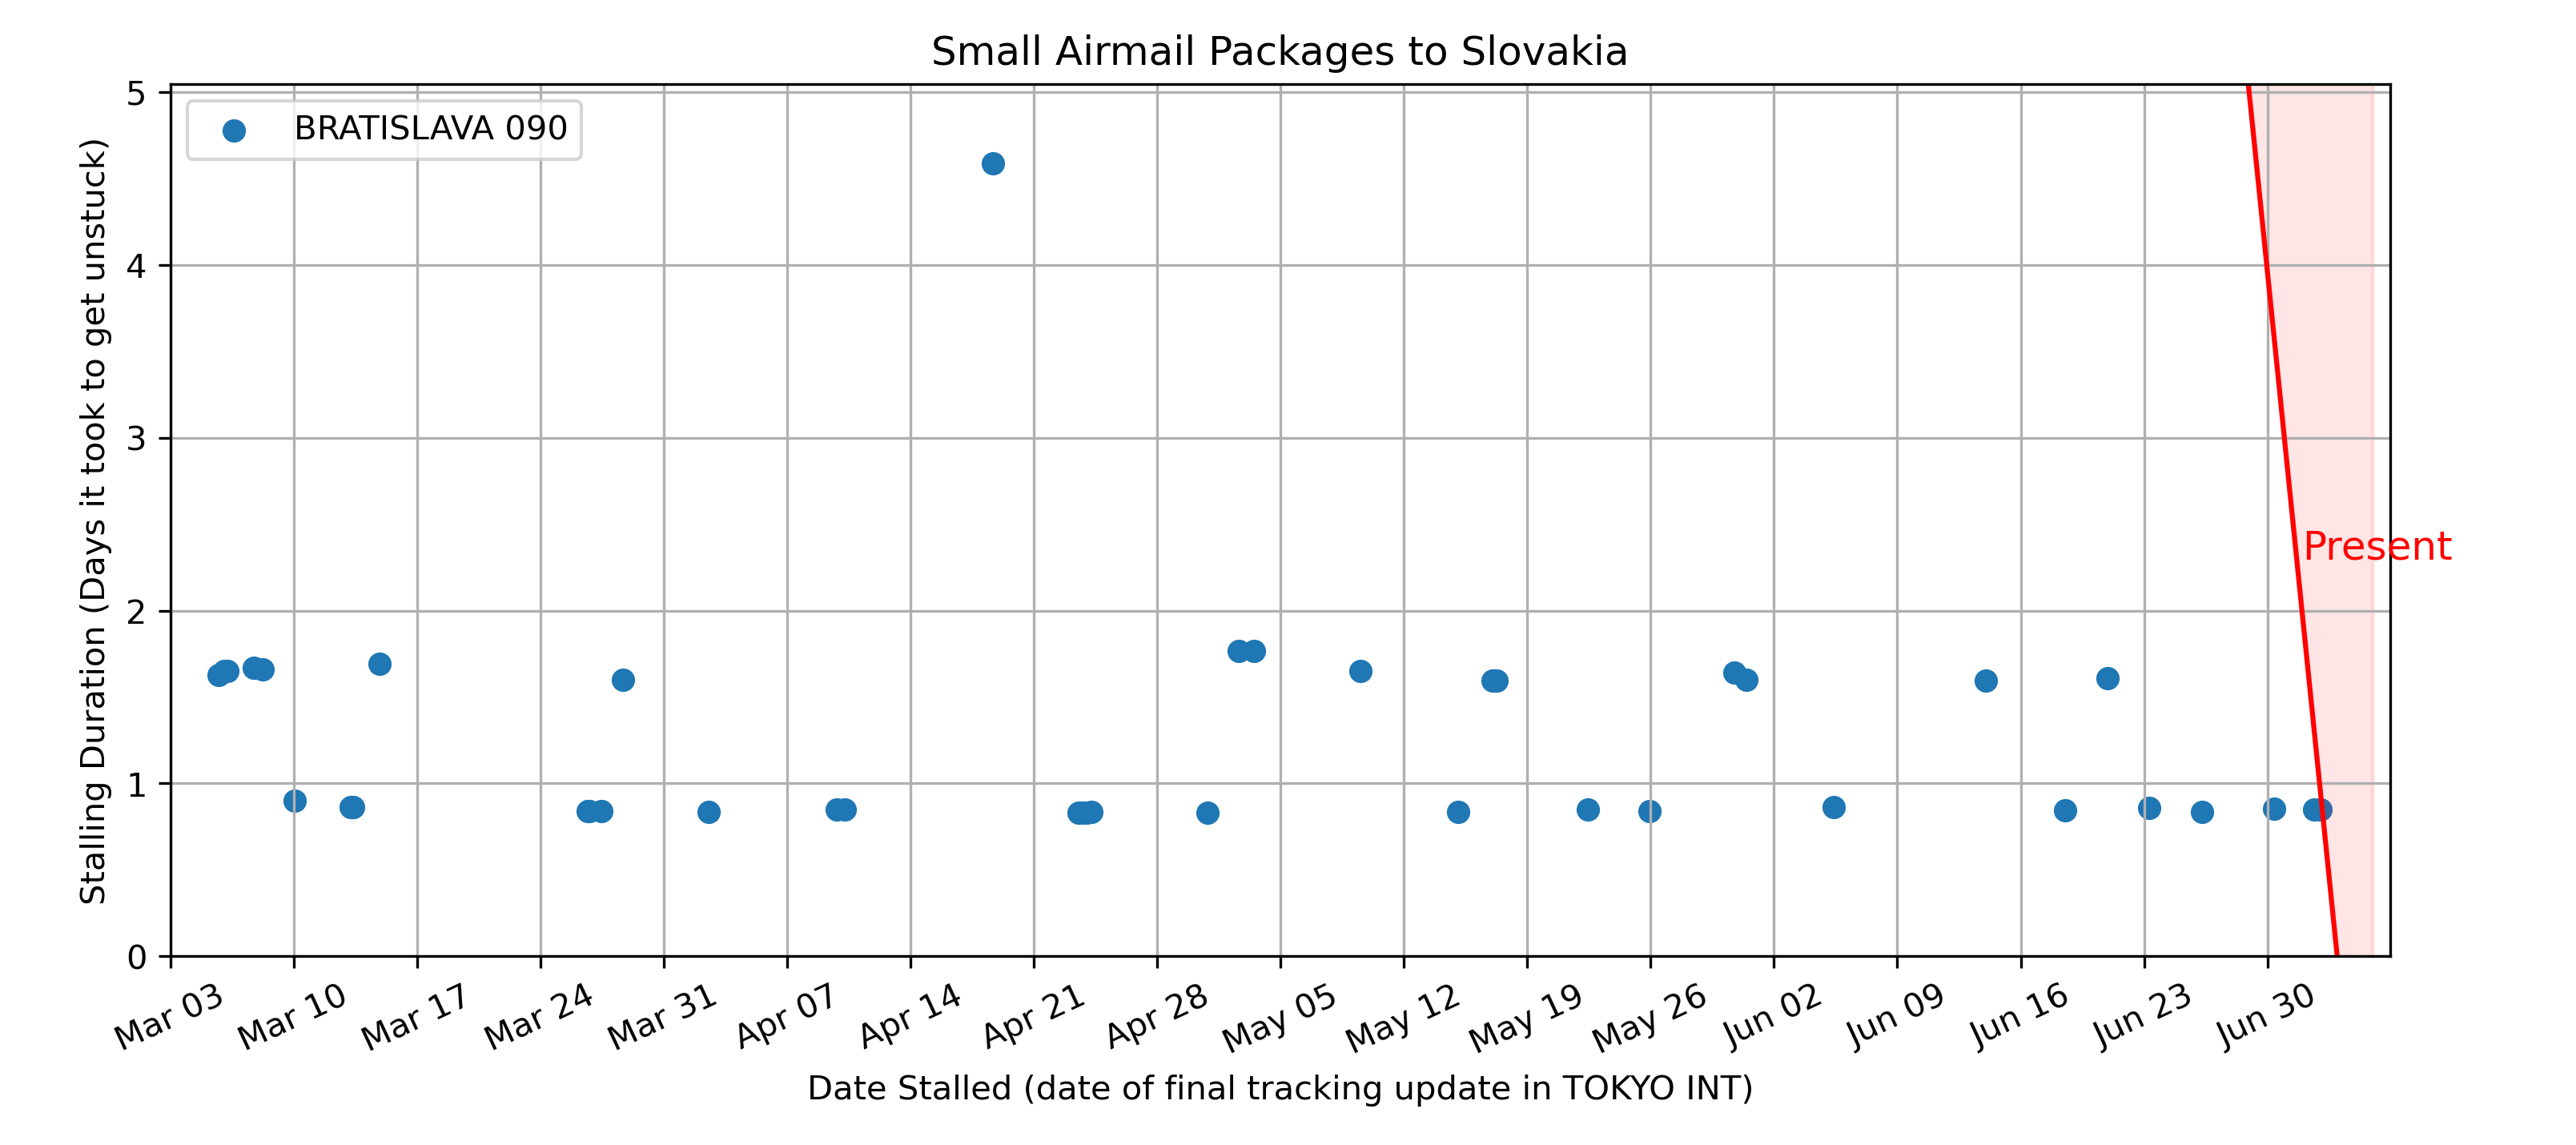 Small Airmail Packages to Slovakia
BRATISLAVA 090
Stalling Duration (Days it took to get unstuck)
5
4
3
2
1
0
Present
Mar 03
Mar 10
Mar 17
Mar 24
Mar 31
Apr 07
Apr 14
Apr 21
Apr 28
May 05
May 12
May 19
May 26
Jun 02
Jun 09
Jun 16
Jun 23
Jun 30
Date Stalled (date of final tracking update in TOKYO INT)